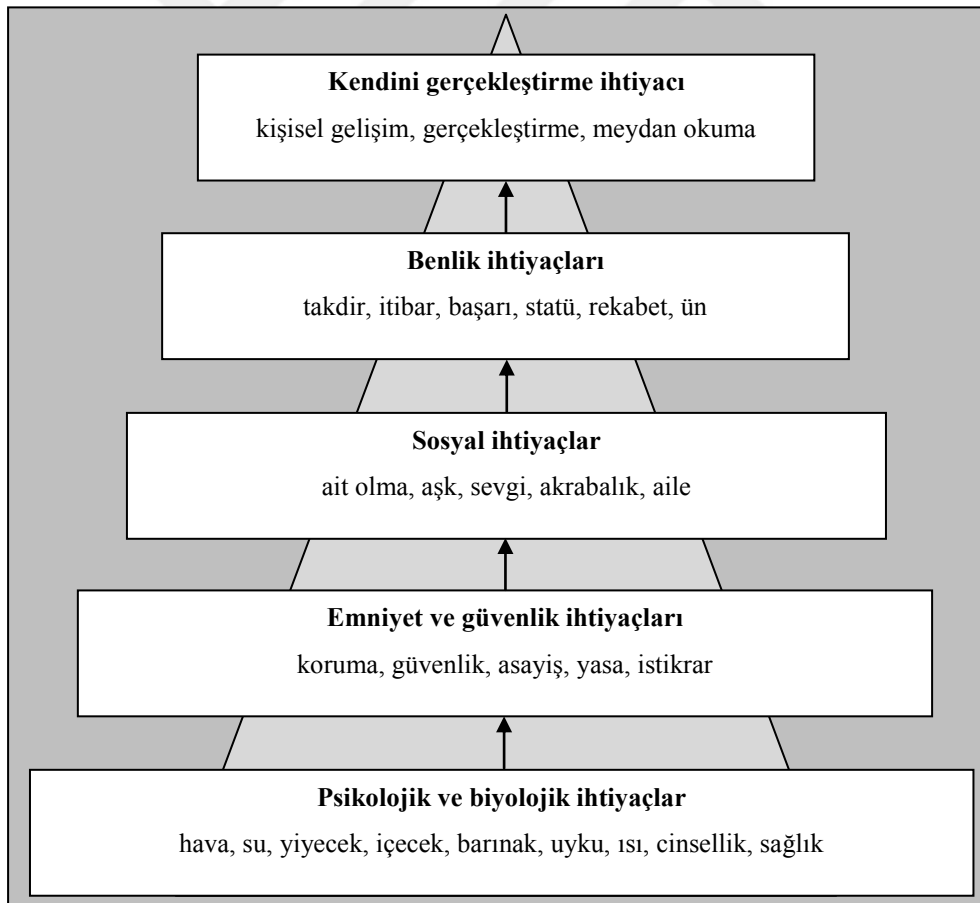 Kendini gerçekleştirme ihtiyacı
kişisel gelişim, gerçekleştirme, meydan okuma
Benlik ihtiyaçları
takdir, itibar, başarı, statü, rekabet, ün
Sosyal ihtiyaçlar
ait olma, aşk, sevgi, akrabalık, aile
Emniyet ve güvenlik ihtiyaçları
koruma, güvenlik, asayiş, yasa, istikrar
Psikolojik ve biyolojik ihtiyaçlar
hava, su, yiyecek, içecek, barınak, uyku, ısı, cinsellik, sağlık